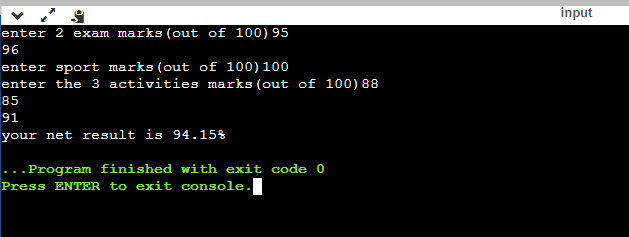 input
enter 2 exam marks(out of 100)95
96
enter sport marks(out of 100)100
enter the 3 activities marks(out of 100)88
85
91
your net result is 94.15%
...Program finished with exit code 0
Press ENTER to exit console.